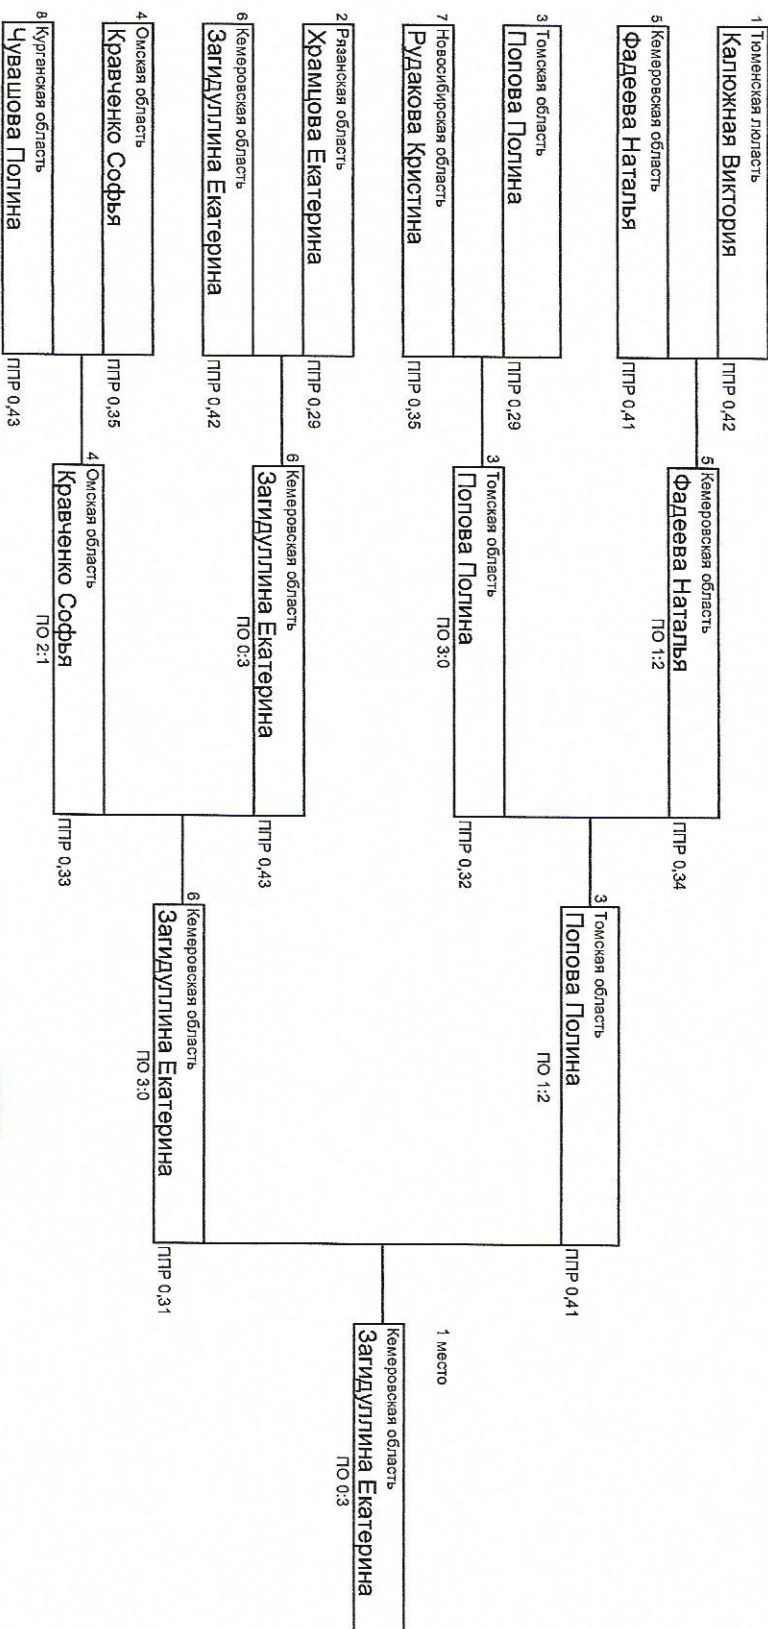 1 Тюменская люласть
Калюжная Виктория
ППР 0,42
5 Кемеровская область
Фадеева Наталья
ППР 0,41
3 Томская область
Попова Полина
ППР 0,29
7 Новосибирская область
Рудакова Кристина
ППР 0,35
2 Рязанская область
Храмцова Екатерина
ППР 0,29
6 Кемеровская область
Загидуллина Екатерина
ППР 0,42
4 Омская область
Кравченко Софья
ППР 0,35
8 Курганская область
Чувашова Полина
ППР 0,43
5 Кемеровская область
Фадеева Наталья
ПО 1:2
ППР 0,34
3 Томская область
Попова Полина
ПО 3:0
ППР 0,32
6 Кемеровская область
Загидуллина Екатерина
ПО 0:3
ППР 0,43
4 Омская область
Кравченко Софья
ПО 2:1
ППР 0,33
3 Томская область
Попова Полина
ПО 1:2
ППР 0,41
6 Кемеровская область
Загидуллина Екатерина
ПО 3:0
ППР 0,31
1 место
Кемеровская область
Загидуллина Екатерина
ПО 0:3